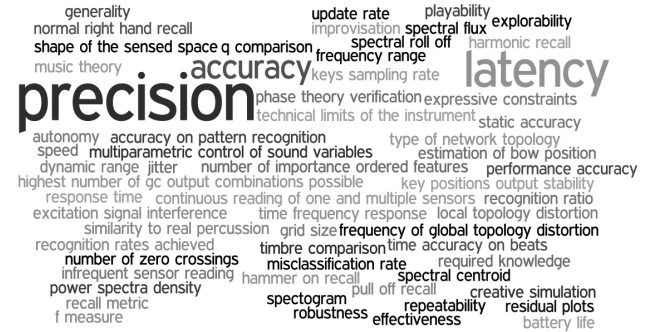 generality update rate playability
normal right hand recall improvisation spectral flux explorability
shape of the sensed space q comparison spectral roll off harmonic recall
music theory accuracy frequency range latency
keys sampling rate
precision phase theory verification expressive constraints
technical limits of the instrument static accuracy
autonomy accuracy on pattern recognition type of network topology
speed multiparametric control of sound variables estimation of bow position
dynamic range jitter number of importance ordered features performance accuracy
highest number of gc output combinations possible key positions output stability
response time continuous reading of one and multiple sensors recognition ratio
excitation signal interference time frequency response local topology distortion
similarity to real percussion grid size frequency of global topology distortion
recognition rates achieved timbre comparison time accuracy on beats
number of zero crossings misclassification rate required knowledge
infrequent sensor reading hammer on recall spectral centroid
power spectra density pull off recall creative simulation
recall metric spectogram repeatability residual plots
f measure robustness effectiveness battery life